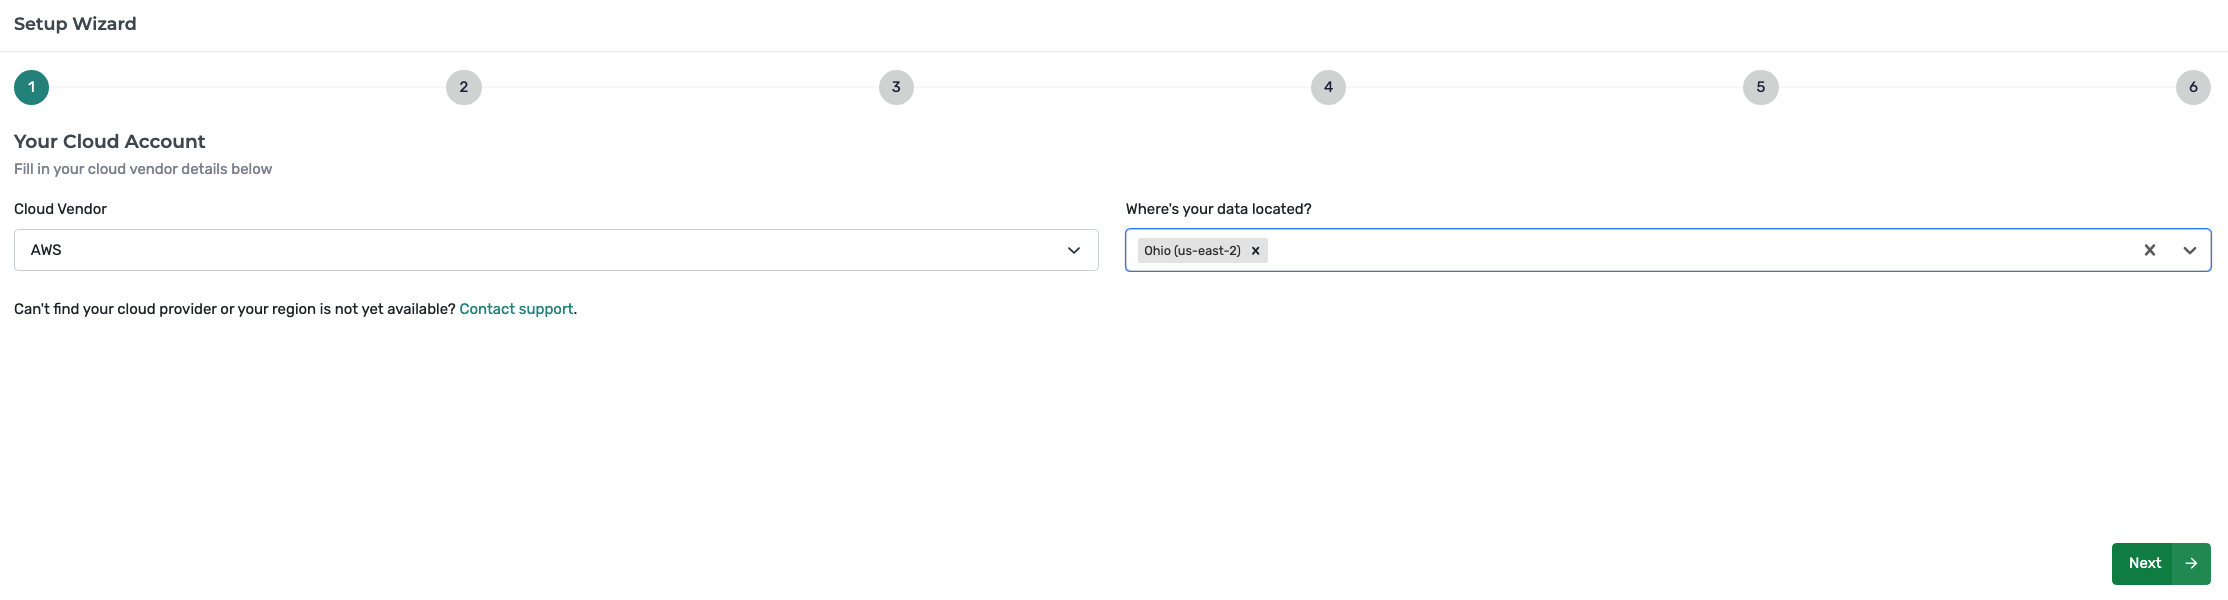 Setup Wizard
1 2 3 4 5 6
Your Cloud Account
Fill in your cloud vendor details below
Cloud Vendor
AWS
Where's your data located?
Ohio (us-east-2)
Can't find your cloud provider or your region is not yet available? Contact support.
Next